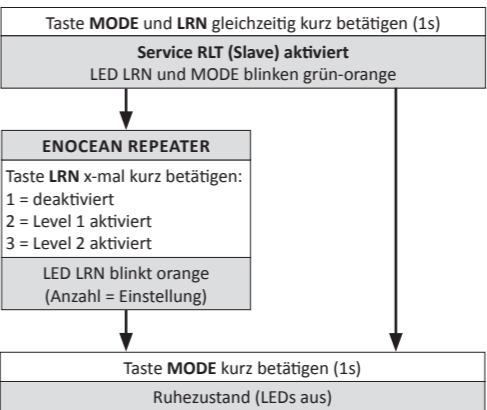 Taste MODE und LRN gleichzeitig kurz betätigen (1s)
Service RLT (Slave) aktiviert
LED LRN und MODE blinken grün-orange
ENOCEAN REPEATER
Taste LRN x-mal kurz betätigen:
1 = deaktiviert
2 = Level 1 aktiviert
3 = Level 2 aktiviert
LED LRN blinkt orange
(Anzahl = Einstellung)
Taste MODE kurz betätigen (1s)
Ruhezustand (LEDs aus)